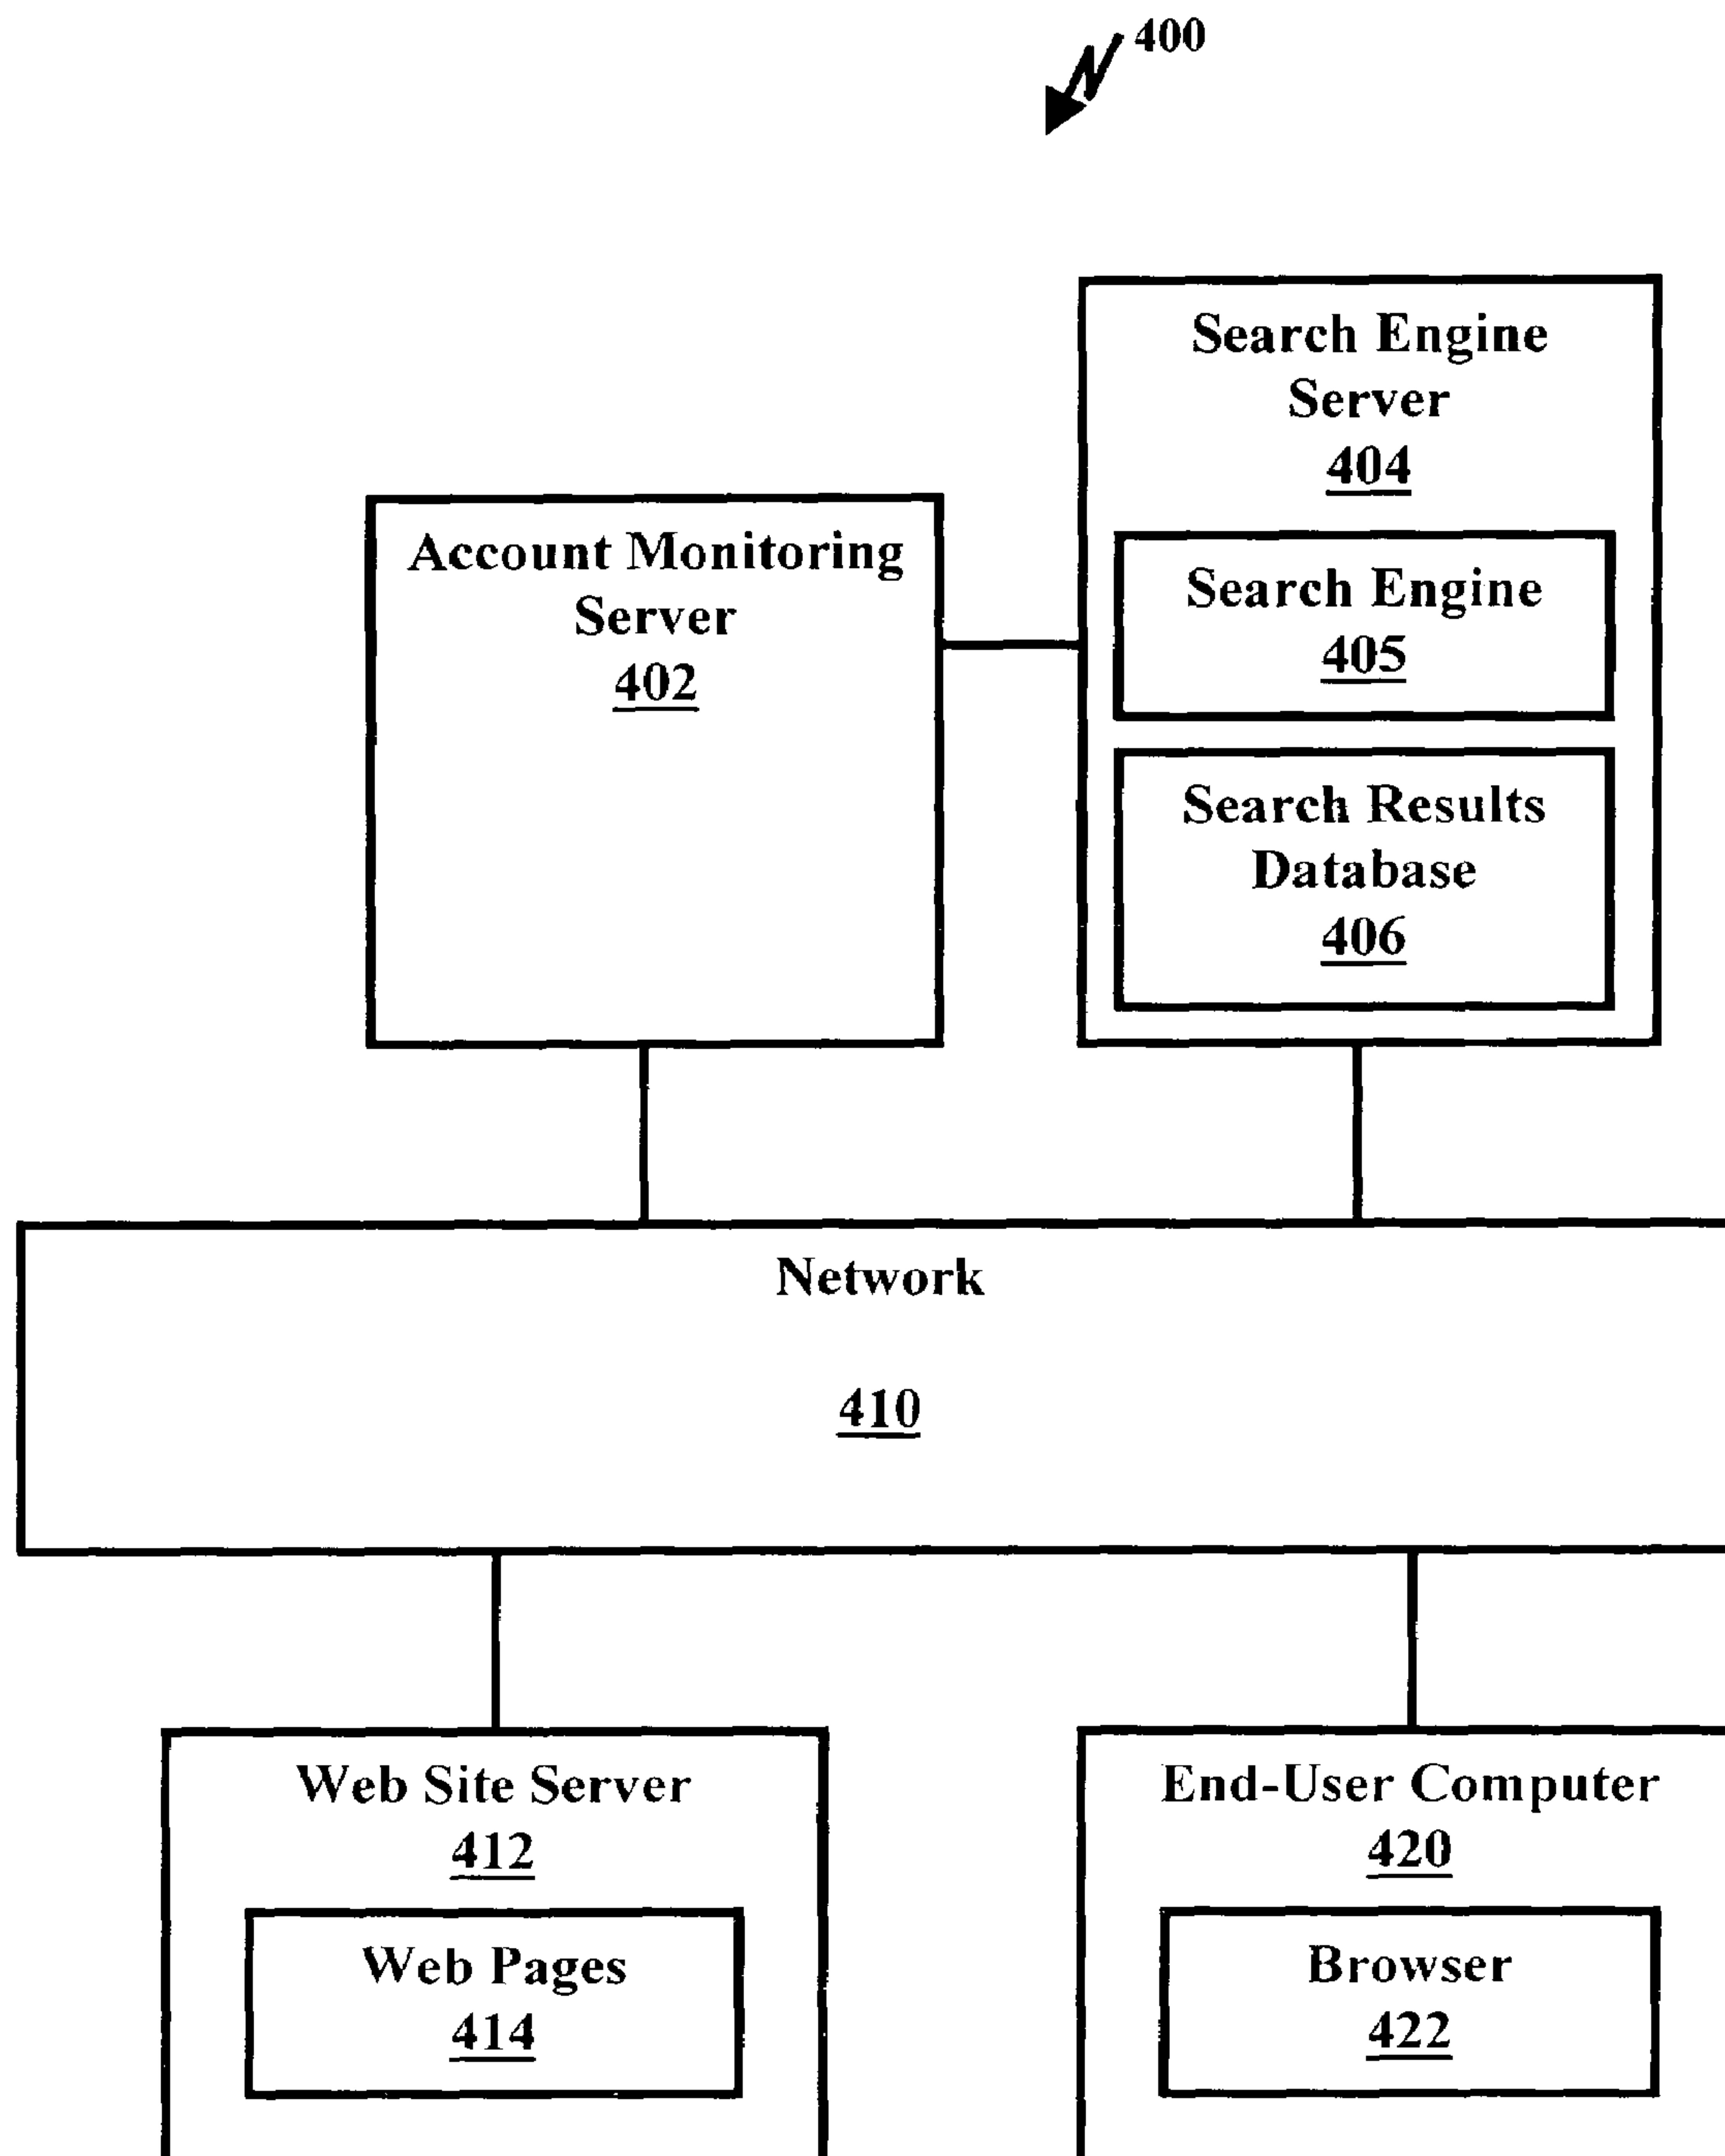 400
Search Engine
Server
404
Search Engine
405
Search Results
Database
406
Account Monitoring
Server
402
Network
410
Web Site Server
412
Web Pages
414
End-User Computer
420
Browser
422